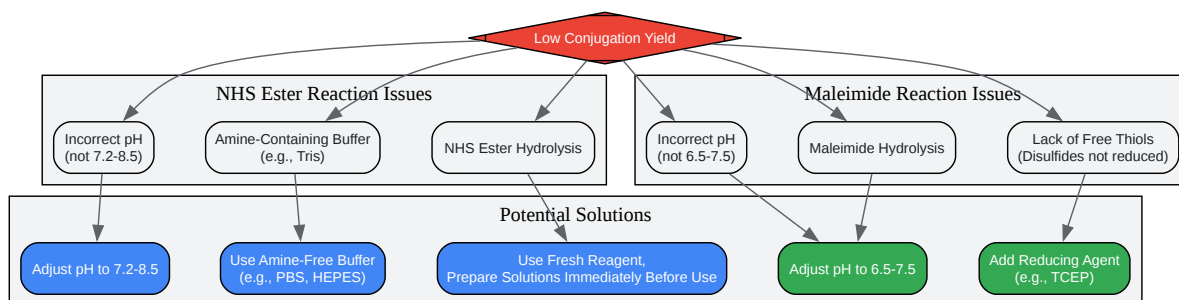 Low Conjugation Yield
NHS Ester Reaction Issues
Maleimide Reaction Issues
Incorrect pH
(not 7.2-8.5)
Amine-Containing Buffer
(e.g., Tris)
NHS Ester Hydrolysis
Incorrect pH
(not 6.5-7.5)
Maleimide Hydrolysis
Lack of Free Thiols
(Disulfides not reduced)
Potential Solutions
Adjust pH to 7.2-8.5
Use Amine-Free Buffer
(e.g., PBS, HEPES)
Use Fresh Reagent,
Prepare Solutions Immediately Before Use
Adjust pH to 6.5-7.5
Add Reducing Agent
(e.g., TCEP)